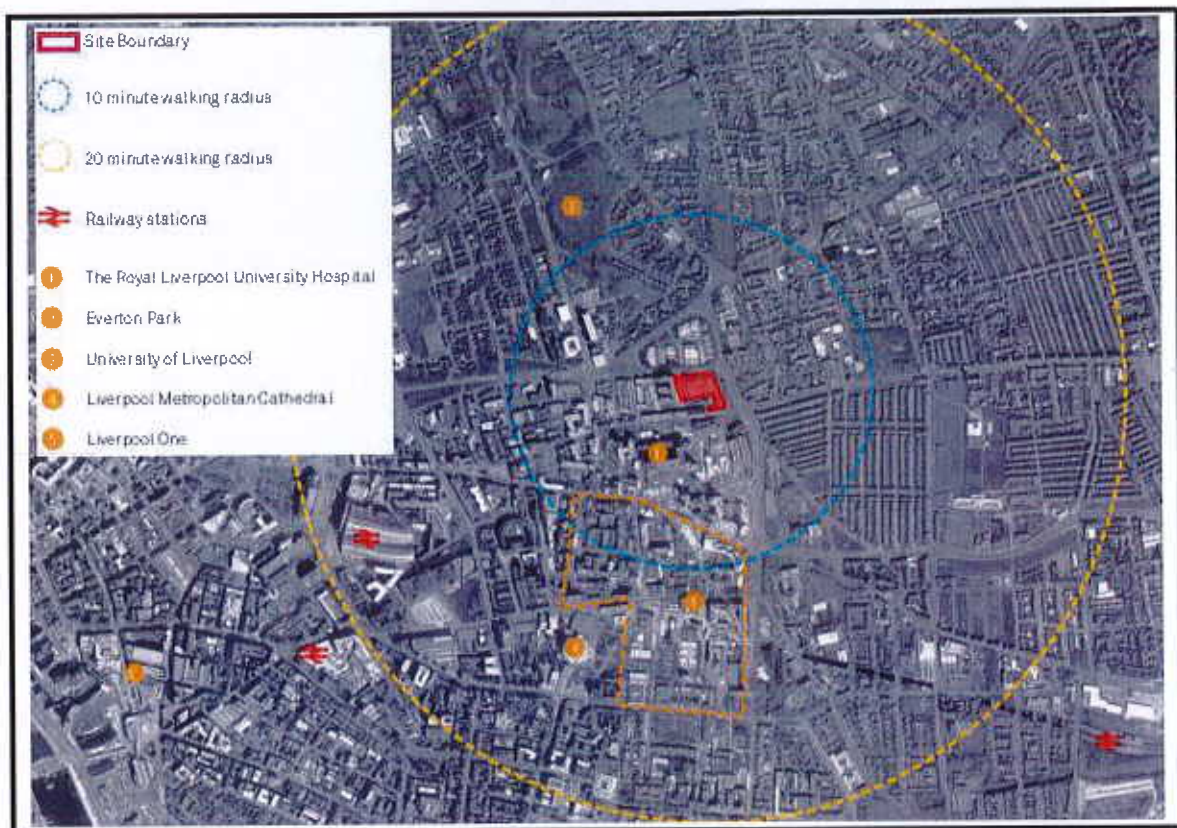 Site Boundary
10 minute walking radius
20 minute walking radius
Railway stations
1 The Royal Liverpool University Hospital
Everton Park
University of Liverpool
Liverpool Metropolitan Cathedral
Liverpool One